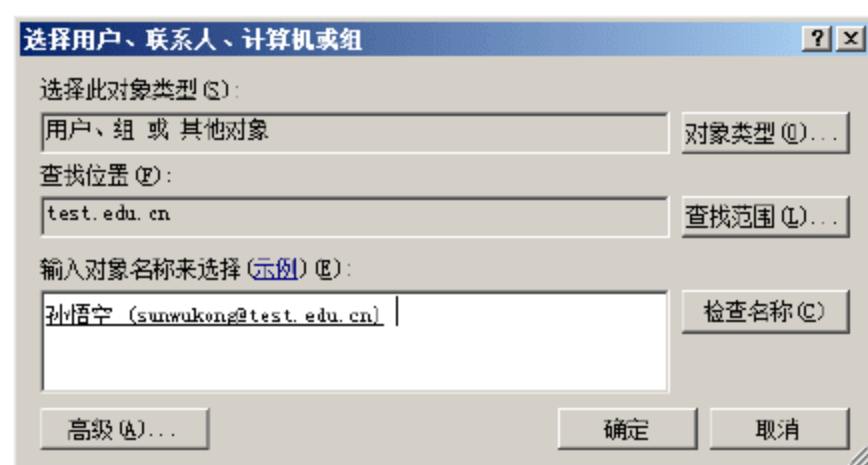 选择用户、联系人、计算机或组
选择此对象类型(S):
用户、组 或 其他对象
对象类型(O)...
查找位置(F):
test.edu.cn
查找范围(L)...
输入对象名称来选择(示例)(E):
孙悟空 (sunwukong@test.edu.cn)
检查名称(C)
高级(A)...
确定
取消